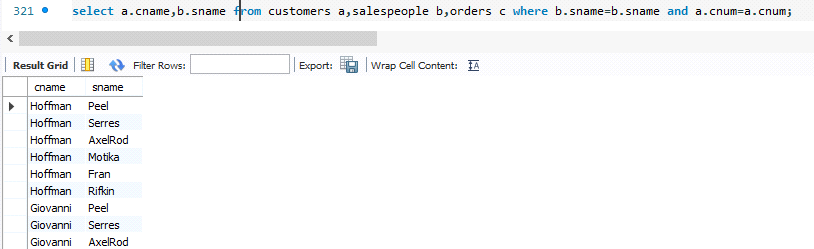 321 select a.cname,b.sname from customers a,salespeople b,orders c where b.sname=b.sname and a.cnum=a.cnum;
Result Grid Filter Rows: Export: Wrap Cell Content:
cname sname
Hoffman Peel
Hoffman Serres
Hoffman AxelRod
Hoffman Motika
Hoffman Fran
Hoffman Rifkin
Giovanni Peel
Giovanni Serres
Giovanni AxelRod